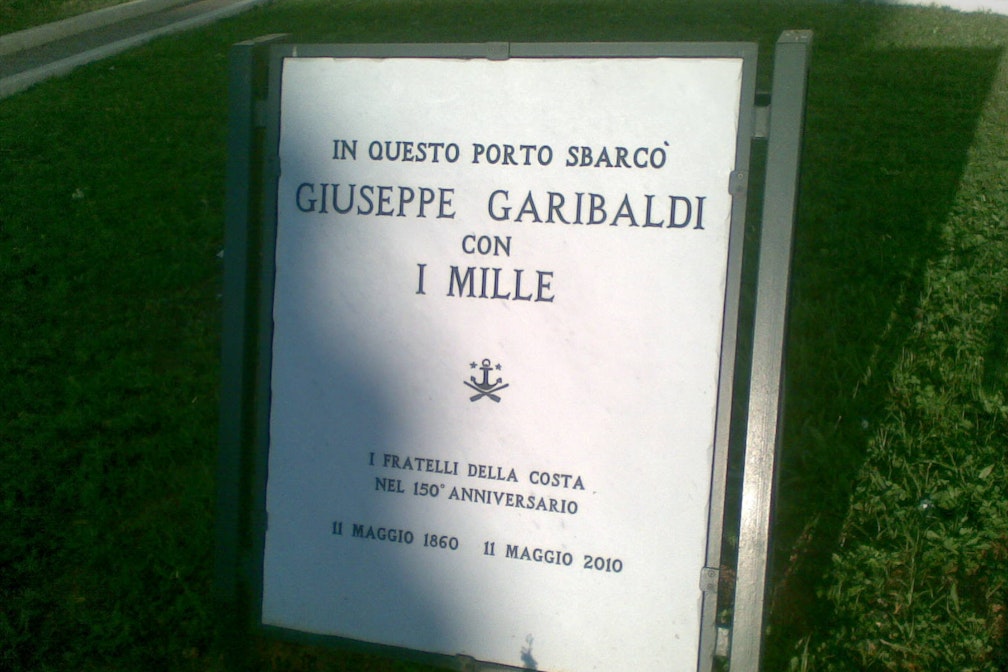 IN QUESTO PORTO SBARCÒ
GIUSEPPE GARIBALDI
CON
I MILLE
I FRATELLI DELLA COSTA
NEL 150° ANNIVERSARIO
11 MAGGIO 1860 11 MAGGIO 2010